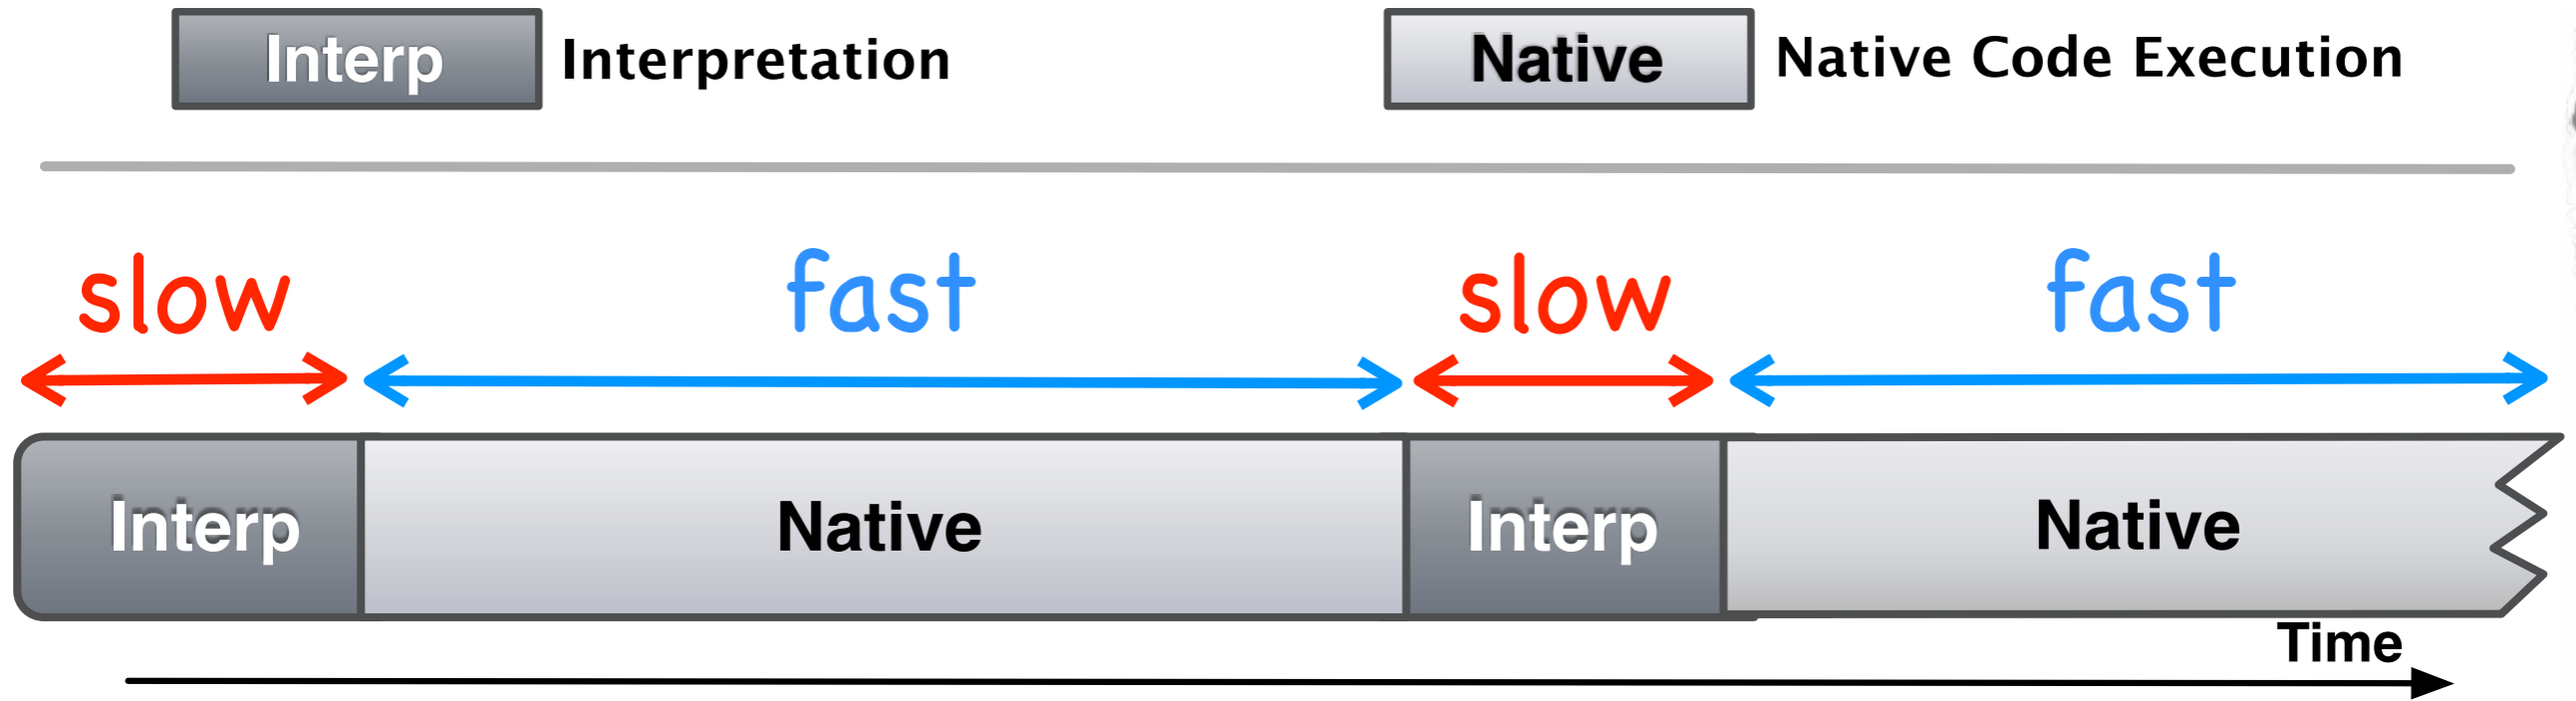 Interp Interpretation Native Native Code Execution
slow fast slow fast
Interp Native Interp Native
Time